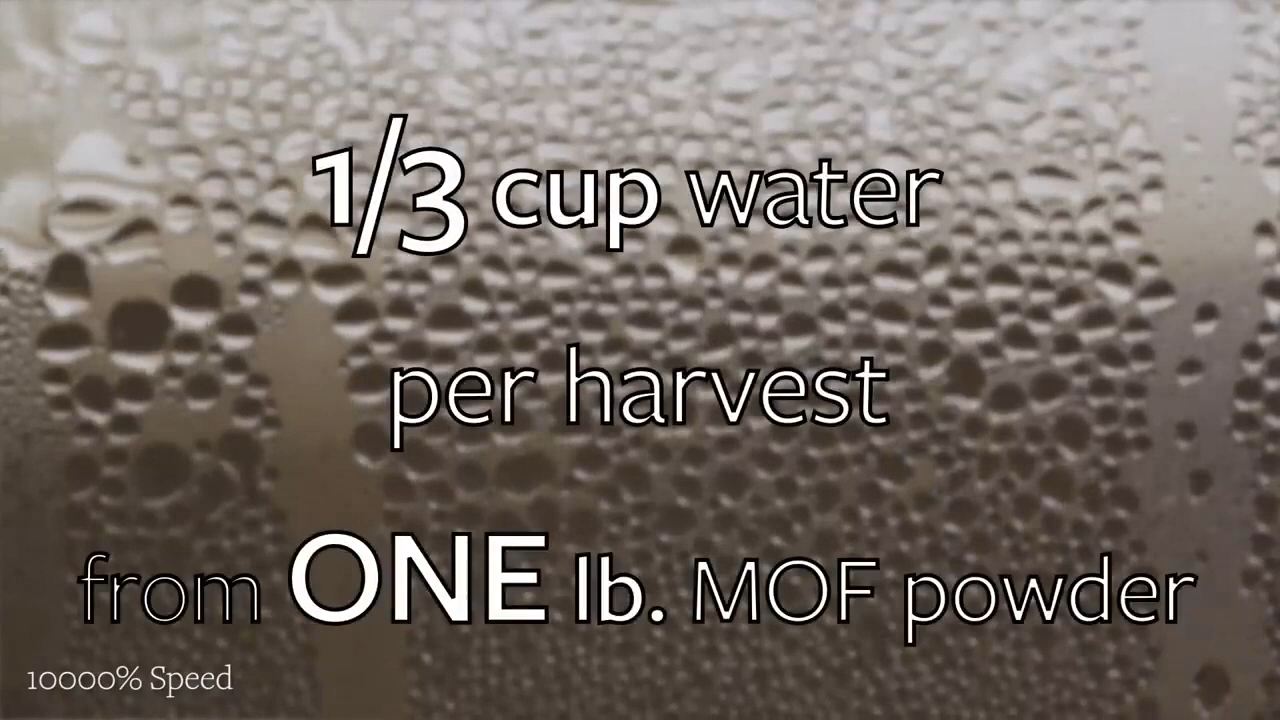 1/3 cup water
per harvest
from ONE lb. MOF powder
10000% Speed